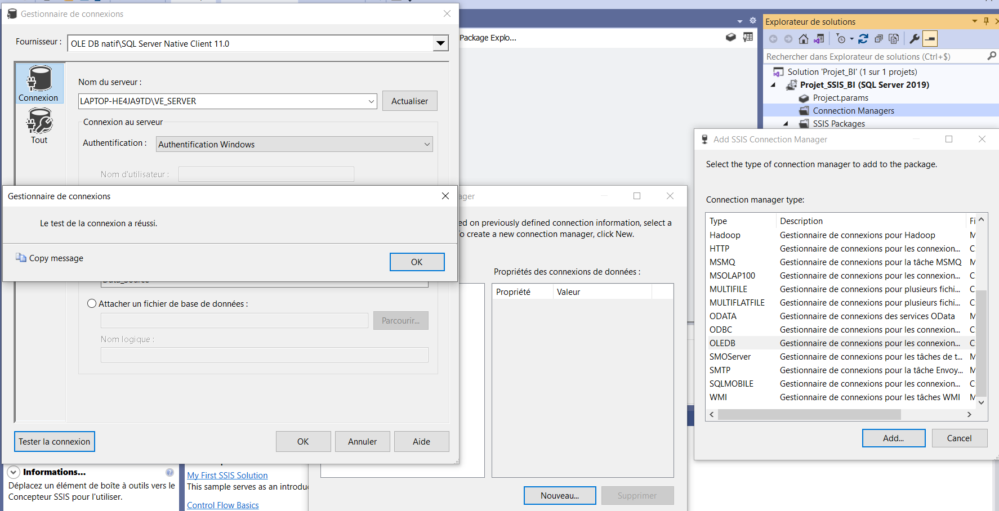 Gestionnaire de connexions
Fournisseur :
OLE DB natif\SQL Server Native Client 11.0
Connexion
Tout
Nom du serveur :
LAPTOP-HE4JA9TD\VE_SERVER
Actualiser
Connexion au serveur
Authentification :
Authentification Windows
Nom d'utilisateur :
Gestionnaire de connexions
Le test de la connexion a réussi.
Copy message
OK
Data_Source
Attacher un fichier de base de données :
Parcourir...
Nom logique :
Tester la connexion
OK
Annuler
Aide
Informations...
Déplacez un élément de boîte à outils vers le
Concepteur SSIS pour l'utiliser.
My First SSIS Solution
This sample serves as an introdu
Control Flow Basics
Package Explo...
ager
ed on previously defined connection information, select a
To create a new connection manager, click New.
Propriétés des connexions de données :
Propriété
Valeur
Nouveau...
Supprimer
Explorateur de solutions
Rechercher dans Explorateur de solutions (Ctrl+$)
Solution 'Projet_BI' (1 sur 1 projets)
Projet_SSIS_BI (SQL Server 2019)
Project.params
Connection Managers
SSIS Packages
Add SSIS Connection Manager
Select the type of connection manager to add to the package.
Connection manager type:
Type Description Fi
Hadoop Gestionnaire de connexions pour Hadoop M
HTTP Gestionnaire de connexions pour les connexion... C
MSMQ Gestionnaire de connexions pour la tâche MSMQ M
MSOLAP100 Gestionnaire de connexions pour les connexion... C
MULTIFILE Gestionnaire de connexions pour plusieurs fichi... C
MULTIFLATFILE Gestionnaire de connexions pour plusieurs fichi... C
ODATA Gestionnaire de connexions des services OData M
ODBC Gestionnaire de connexions pour les connexion... C
OLEDB Gestionnaire de connexions pour les connexion... C
SMOServer Gestionnaire de connexions pour les tâches de t... M
SMTP Gestionnaire de connexions pour la tâche Envoy... M
SQLMOBILE Gestionnaire de connexions pour les connexion... C
WMI Gestionnaire de connexions pour les tâches WMI M
Add...
Cancel